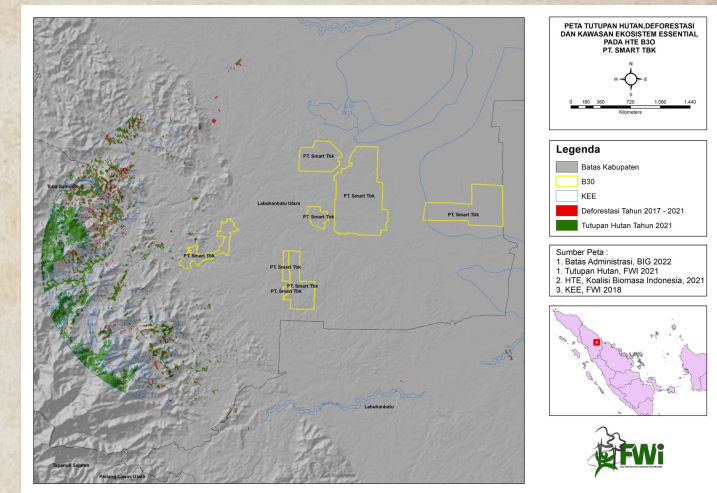 PETA TUTUPAN HUTAN,DEFORESTASI
DAN KAWASAN EKOSISTEM ESSENTIAL
PADA HTE B3O
PT. SMART TBK
N
W
E
S
0 180 360 720 1.080 1.440
Kilometers
Legenda
Batas Kabupaten
B30
KEE
Deforestasi Tahun 2017 - 2021
Tutupan Hutan Tahun 2021
Sumber Peta :
1. Batas Administrasi, BIG 2022
1. Tutupan Hutan, FWI 2021
2. HTE, Koalisi Biomasa Indonesia, 2021
3. KEE, FWI 2018
FWi
PT. Smart Tbk
PT. Smart Tbk
Toba Samosir
Labuhanbatu Utara
PT. Smart Tbk
PT. Smart Tbk
PT. Smart Tbk
PT. Smart Tbk
PT. Smart Tbk
PT. Smart Tbk
Labuhanbatu
Tapanuli Selatan
Padang Lawas Utara